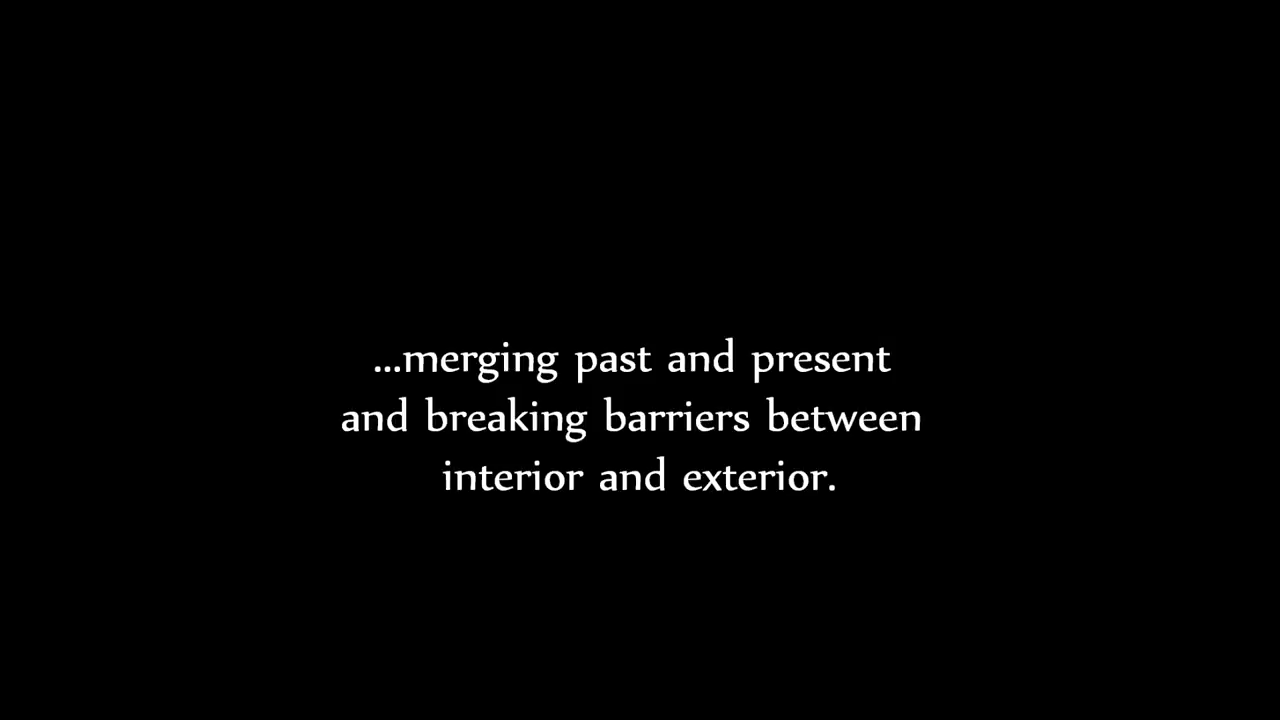 ...merging past and present
and breaking barriers between
interior and exterior.